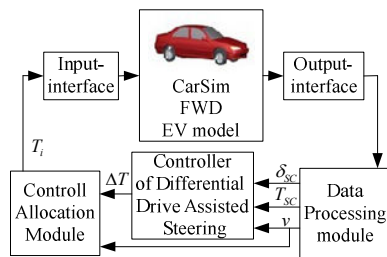 Input-
interface
CarSim
FWD
EV model
Output-
interface
T_i
Controll
Allocation
Module
ΔT
Controller
of Differential
Drive Assisted
Steering
δ_SC
T_SC
v
Data
Processing
module